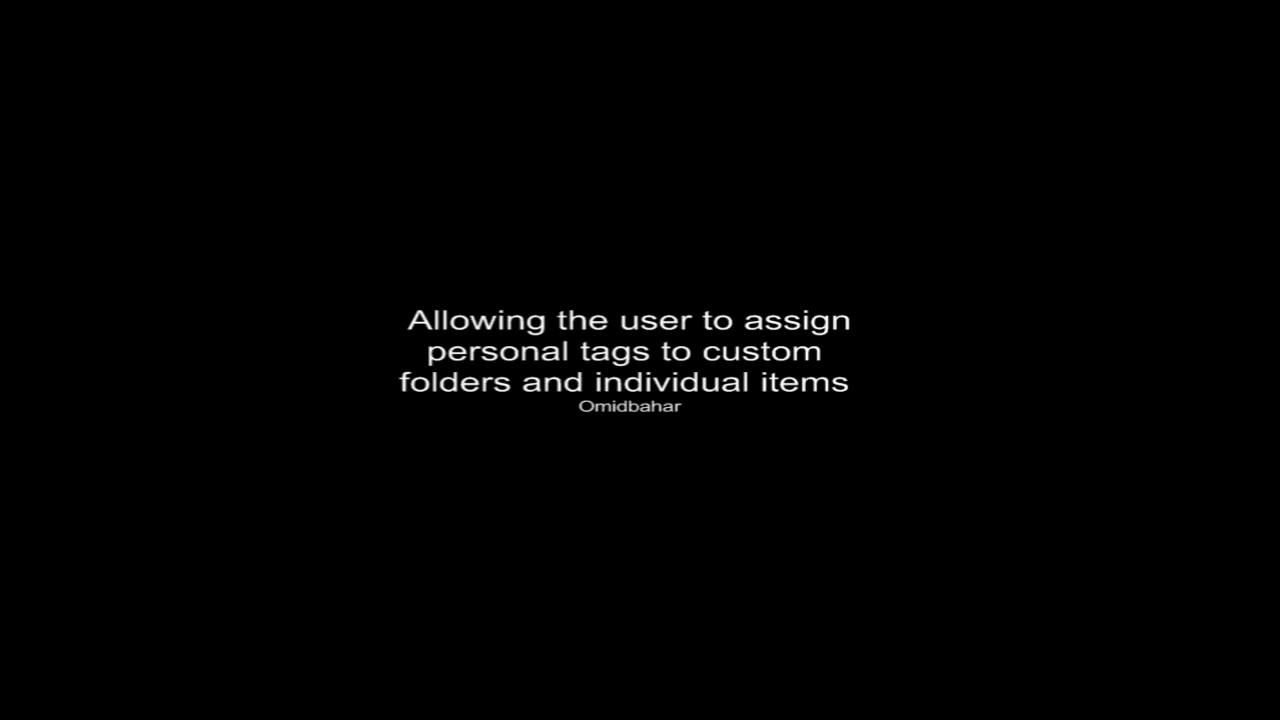 Allowing the user to assign
personal tags to custom
folders and individual items
Omidbahar